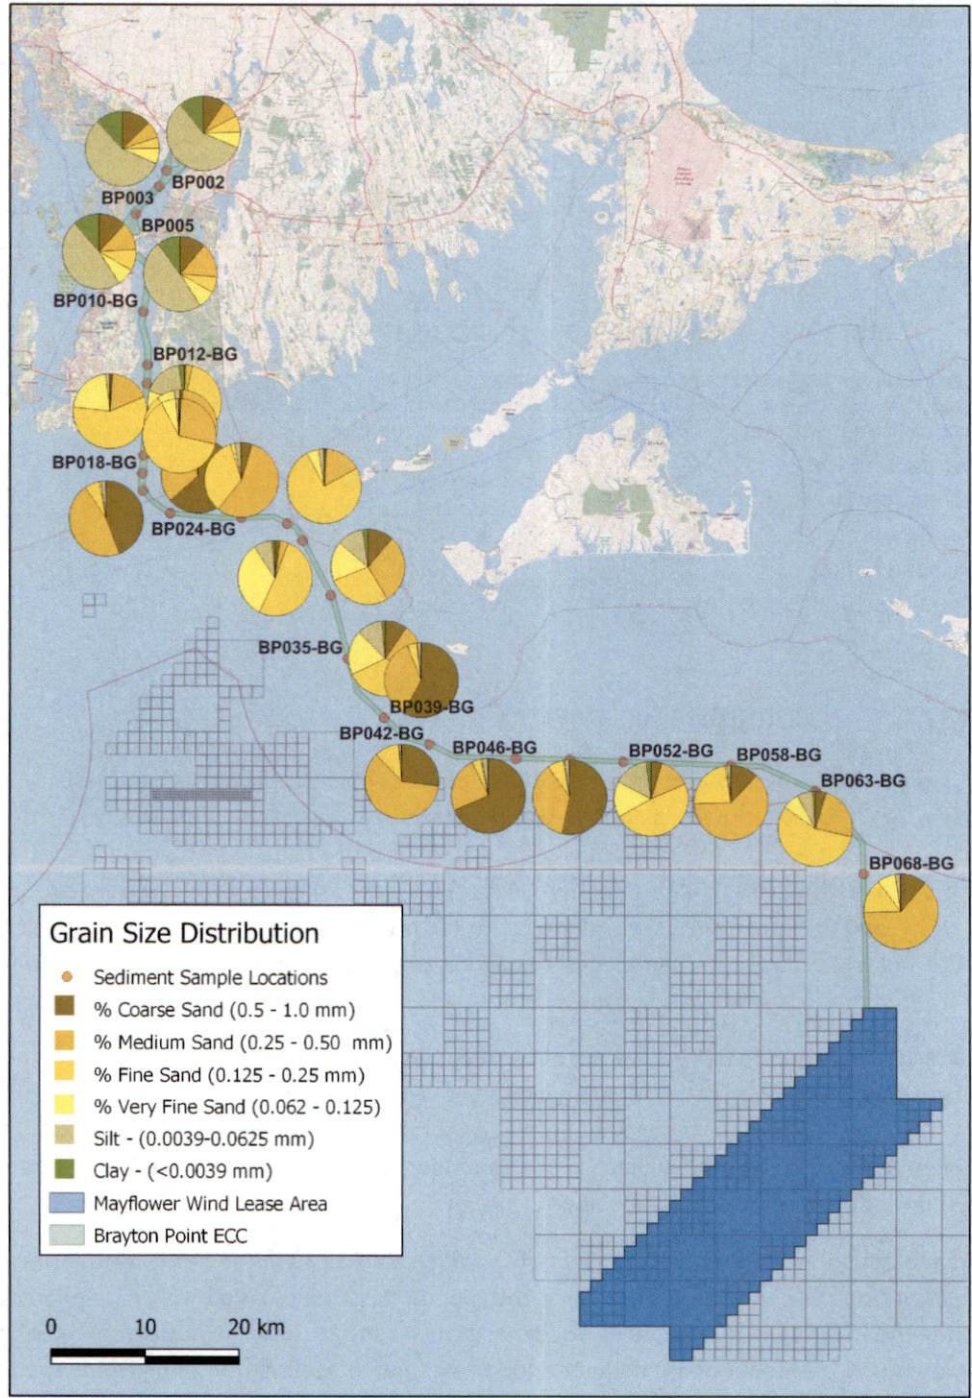 BP002
BP003
BP005
BP010-BG
BP012-BG
BP018-BG
BP024-BG
BP035-BG
BP039-BG
BP042-BG
BP046-BG
BP052-BG
BP058-BG
BP063-BG
BP068-BG
Grain Size Distribution
Sediment Sample Locations
% Coarse Sand (0.5 - 1.0 mm)
% Medium Sand (0.25 - 0.50 mm)
% Fine Sand (0.125 - 0.25 mm)
% Very Fine Sand (0.062 - 0.125)
Silt - (0.0039-0.0625 mm)
Clay - (<0.0039 mm)
Mayflower Wind Lease Area
Brayton Point ECC
0 10 20 km